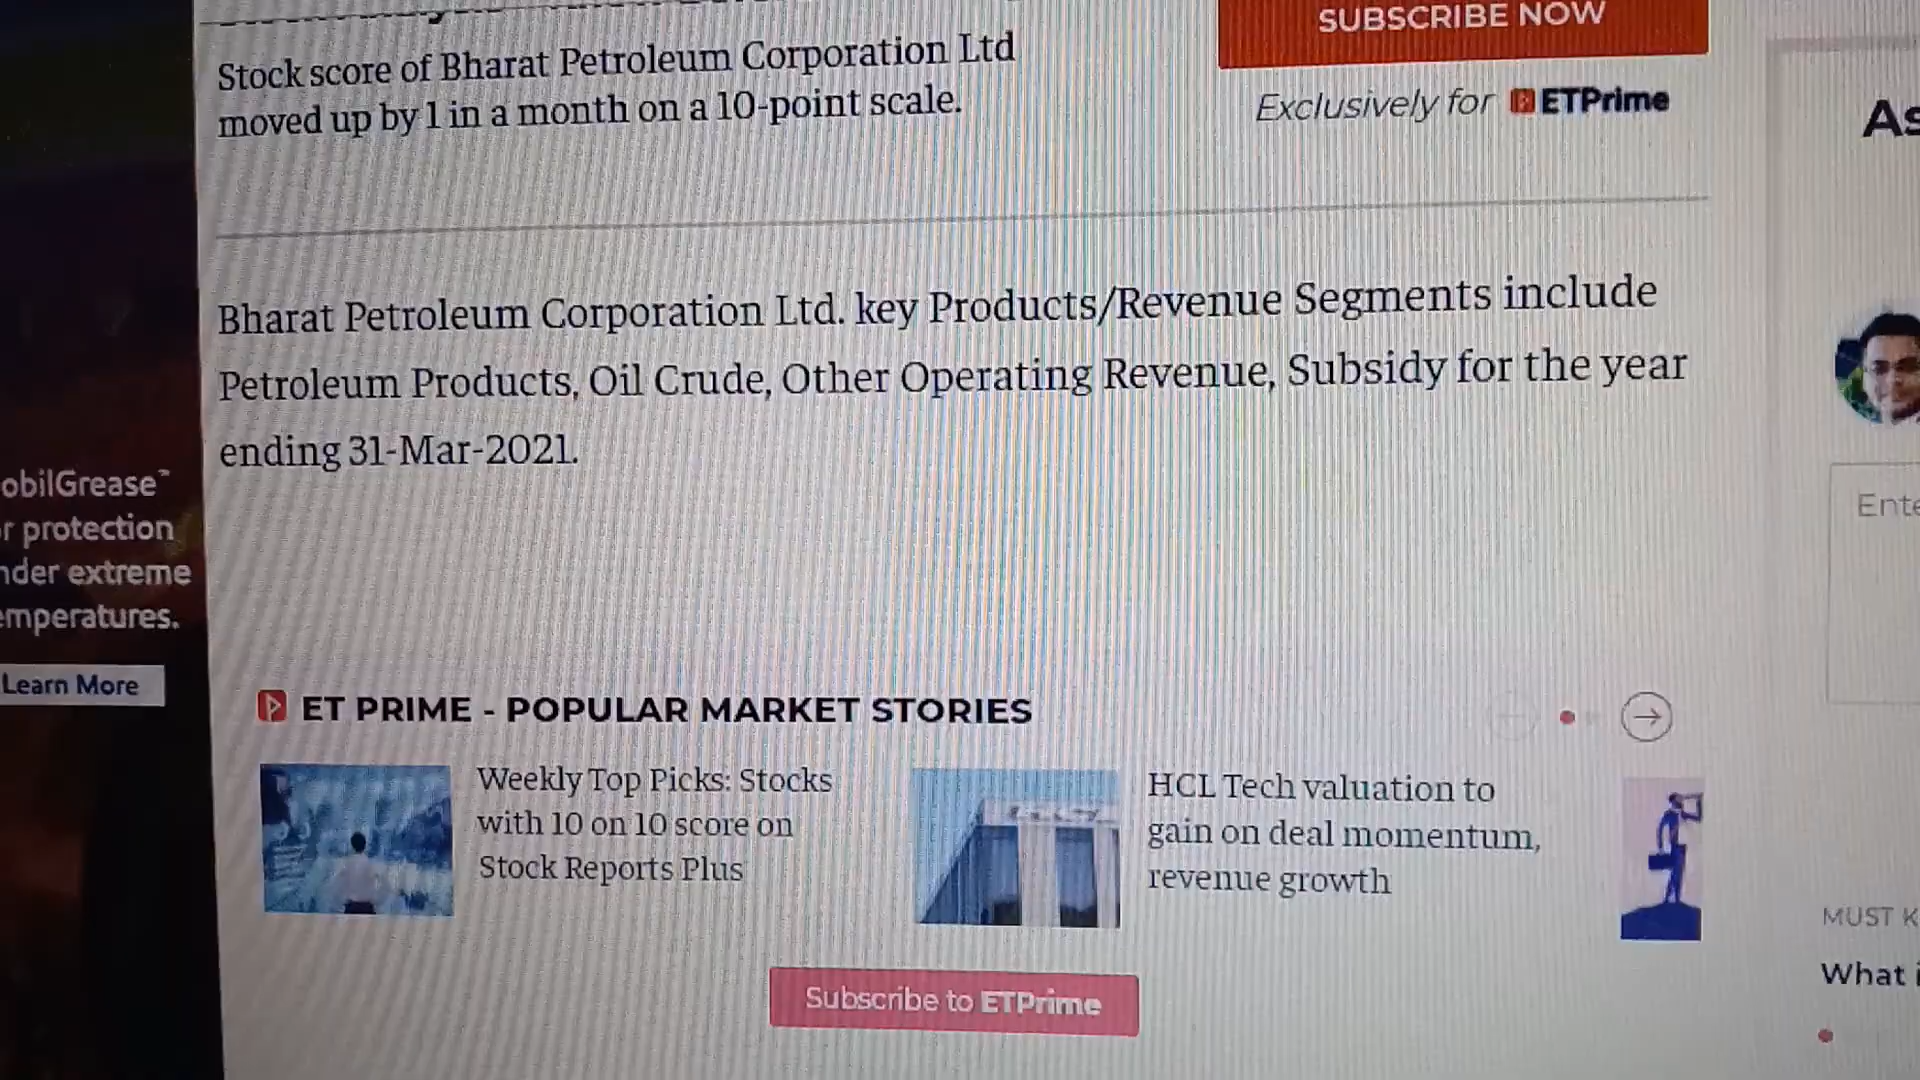 SUBSCRIBE NOW
Stock score of Bharat Petroleum Corporation Ltd
moved up by 1 in a month on a 10-point scale.
Exclusively for ETPrime
As
Bharat Petroleum Corporation Ltd. key Products/Revenue Segments include
Petroleum Products, Oil Crude, Other Operating Revenue, Subsidy for the year
ending 31-Mar-2021.
obilGrease™
r protection
nder extreme
emperatures.
Learn More
Ente
ET PRIME - POPULAR MARKET STORIES
Weekly Top Picks: Stocks
with 10 on 10 score on
Stock Reports Plus
HCL Tech valuation to
gain on deal momentum,
revenue growth
Subscribe to ETPrime
MUST K
What i